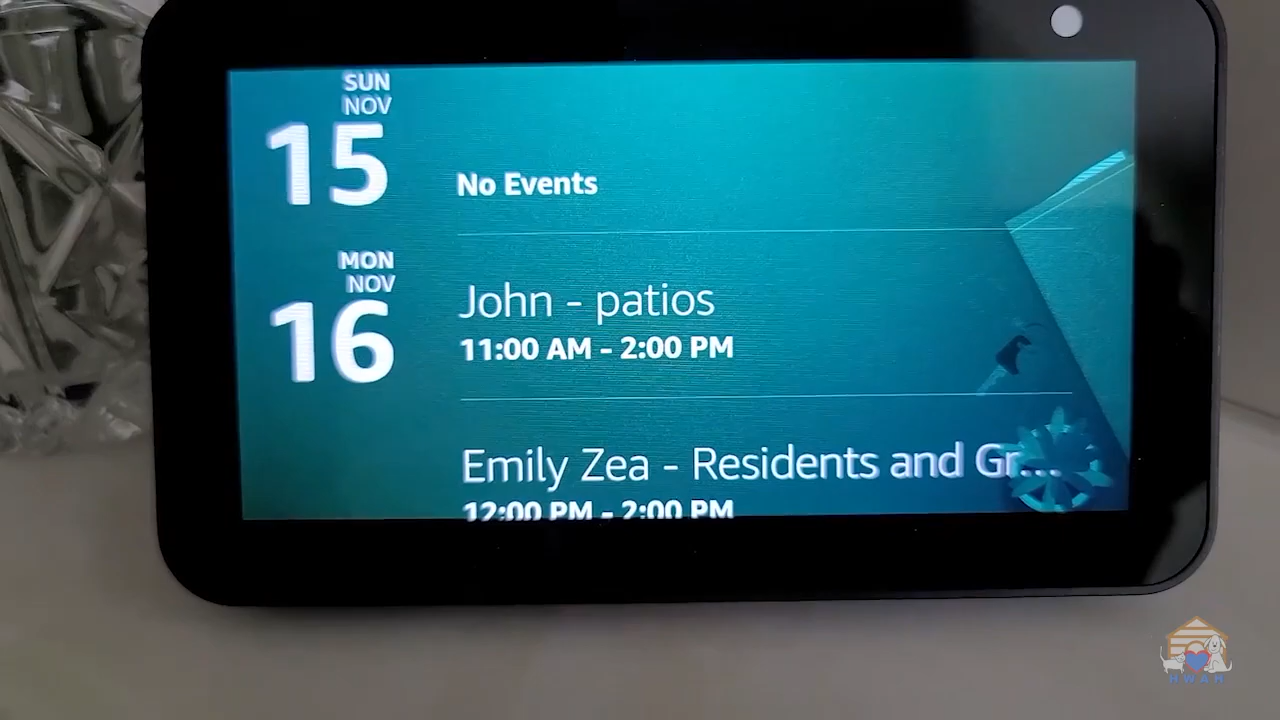 SUN
NOV
15
No Events
MON
NOV
16
John - patios
11:00 AM - 2:00 PM
Emily Zea - Residents and Gr...
12:00 PM - 2:00 PM
HWAH